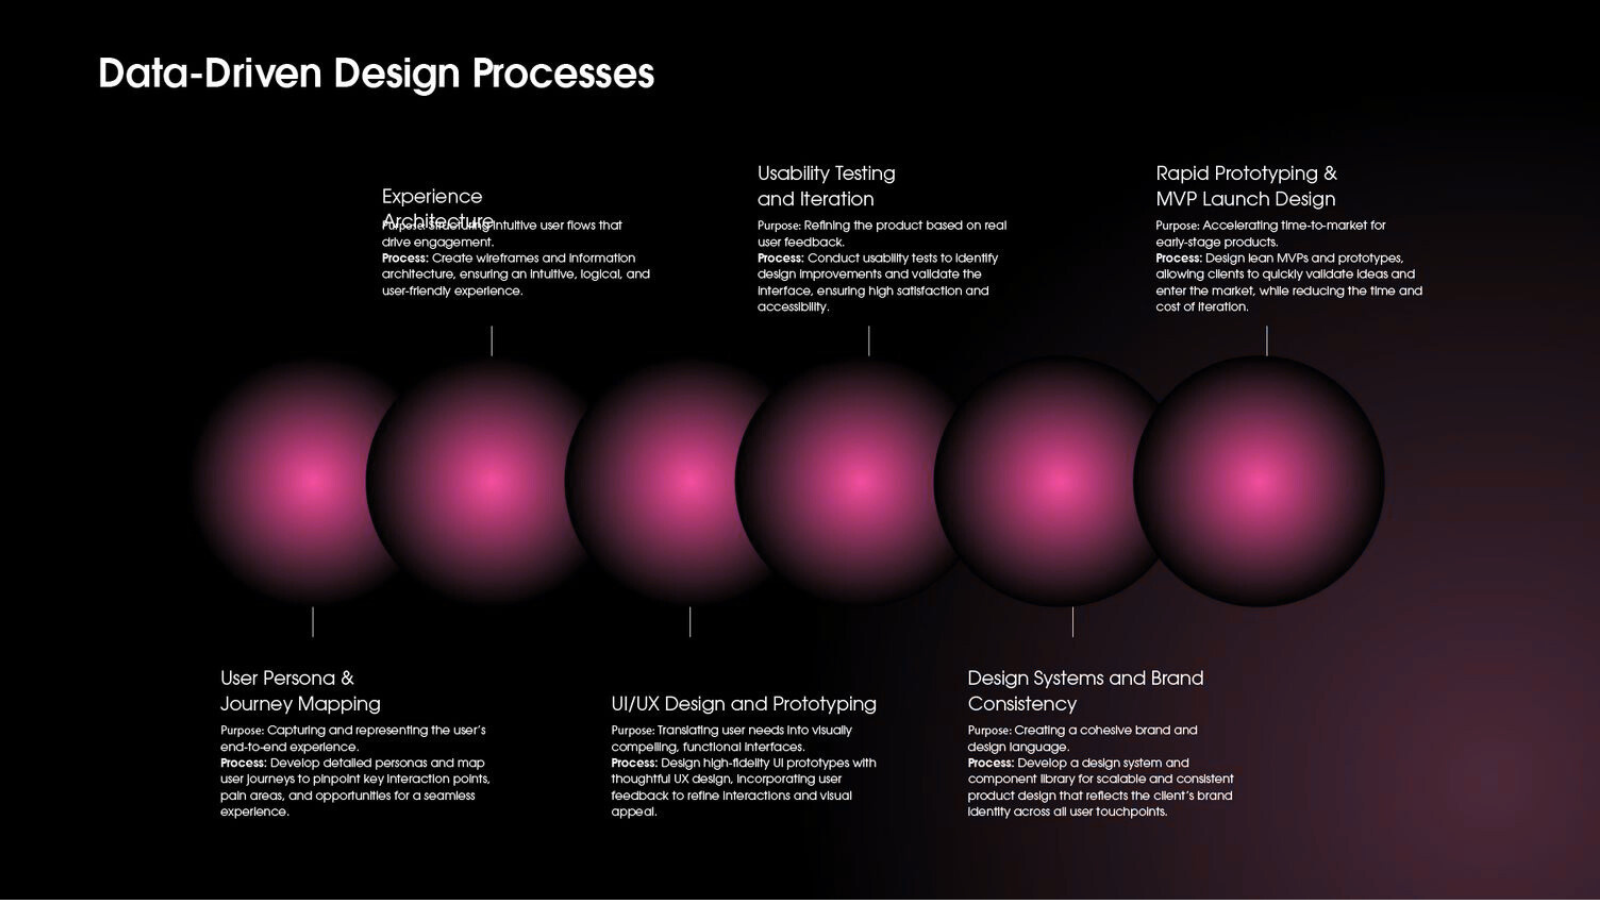 Data-Driven Design Processes
Experience
Architecture
Purpose: Structuring intuitive user flows that
drive engagement.
Process: Create wireframes and information
architecture, ensuring an intuitive, logical, and
user-friendly experience.
Usability Testing
and Iteration
Purpose: Refining the product based on real
user feedback.
Process: Conduct usability tests to identify
design improvements and validate the
interface, ensuring high satisfaction and
accessibility.
Rapid Prototyping &
MVP Launch Design
Purpose: Accelerating time-to-market for
early-stage products.
Process: Design lean MVPs and prototypes,
allowing clients to quickly validate ideas and
enter the market, while reducing the time and
cost of iteration.
User Persona &
Journey Mapping
Purpose: Capturing and representing the user's
end-to-end experience.
Process: Develop detailed personas and map
user journeys to pinpoint key interaction points,
pain areas, and opportunities for a seamless
experience.
UI/UX Design and Prototyping
Purpose: Translating user needs into visually
compelling, functional interfaces.
Process: Design high-fidelity UI prototypes with
thoughtful UX design, incorporating user
feedback to refine interactions and visual
appeal.
Design Systems and Brand
Consistency
Purpose: Creating a cohesive brand and
design language.
Process: Develop a design system and
component library for scalable and consistent
product design that reflects the client's brand
identity across all user touchpoints.